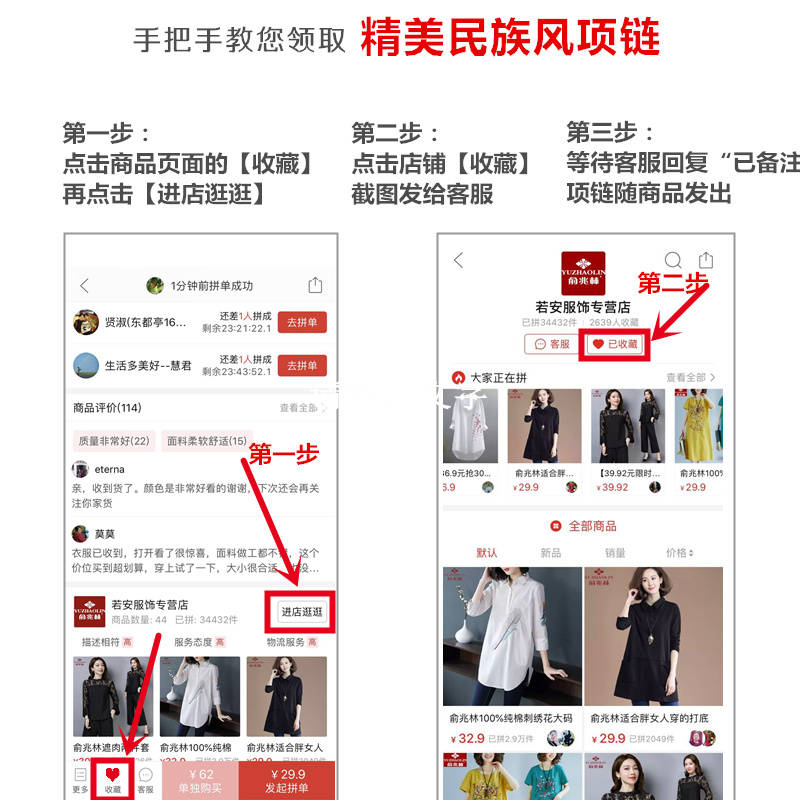 手把手教您领取 精美民族风项链
第一步：
点击商品页面的【收藏】
再点击【进店逛逛】
第二步：
点击店铺【收藏】
截图发给客服
第三步：
等待客服回复“已备注
项链随商品发出
1分钟前拼单成功
贤淑(东都亭16...
还差1人拼成
剩余23:21:22.1
去拼单
生活多美好--慧君
还差1人拼成
剩余23:43:52.1
去拼单
商品评价(114)
查看全部
质量非常好(22)
面料柔软舒适(15)
第一步
eterna
亲，收到货了。颜色是非常好看的谢谢，下次还会再关
注你家货
莫莫
衣服已收到，打开看了很惊喜，面料做工都不
这个
价位买到超划算，穿上试了一下，大小很合适
没...
YUZHAOLIN
俞兆林
若安服饰专营店
商品数量: 44 已拼: 34432件
进店逛逛
描述相符 高
服务态度 高
物流服务 高
俞兆林遮肉
套
俞兆林100%纯棉
俞兆林适合胖女人
更多
收藏
客服
¥ 62
单独购买
¥ 29.9
发起拼单
YUZHAOLIN
俞兆林
第二步
若安服饰专营店
已拼34432件
2639人收藏
客服
已收藏
大家正在拼
查看全部
36.9元抢30...
俞兆林适合胖...
【39.92元限时...
俞兆林100%
6.9
¥ 29.9
¥ 39.92
¥ 29.9
全部商品
默认
新品
销量
价格
俞兆林100%纯棉刺绣花大码
俞兆林适合胖女人穿的打底
¥ 32.9 已拼2.9万件
¥ 29.9 已拼2049件